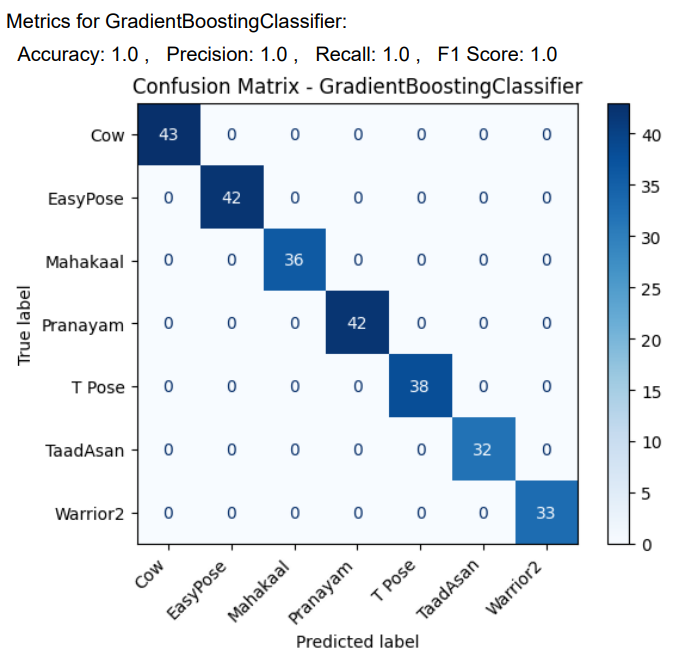 Metrics for GradientBoostingClassifier:
Accuracy: 1.0 , Precision: 1.0 , Recall: 1.0 , F1 Score: 1.0
Confusion Matrix - GradientBoostingClassifier
True label
Cow 43 0 0 0 0 0 0
EasyPose 0 42 0 0 0 0 0
Mahakaal 0 0 36 0 0 0 0
Pranayam 0 0 0 42 0 0 0
T Pose 0 0 0 0 38 0 0
TaadAsan 0 0 0 0 0 32 0
Warrior2 0 0 0 0 0 0 33
Cow EasyPose Mahakaal Pranayam T Pose TaadAsan Warrior2
Predicted label
40
35
30
25
20
15
10
5
0